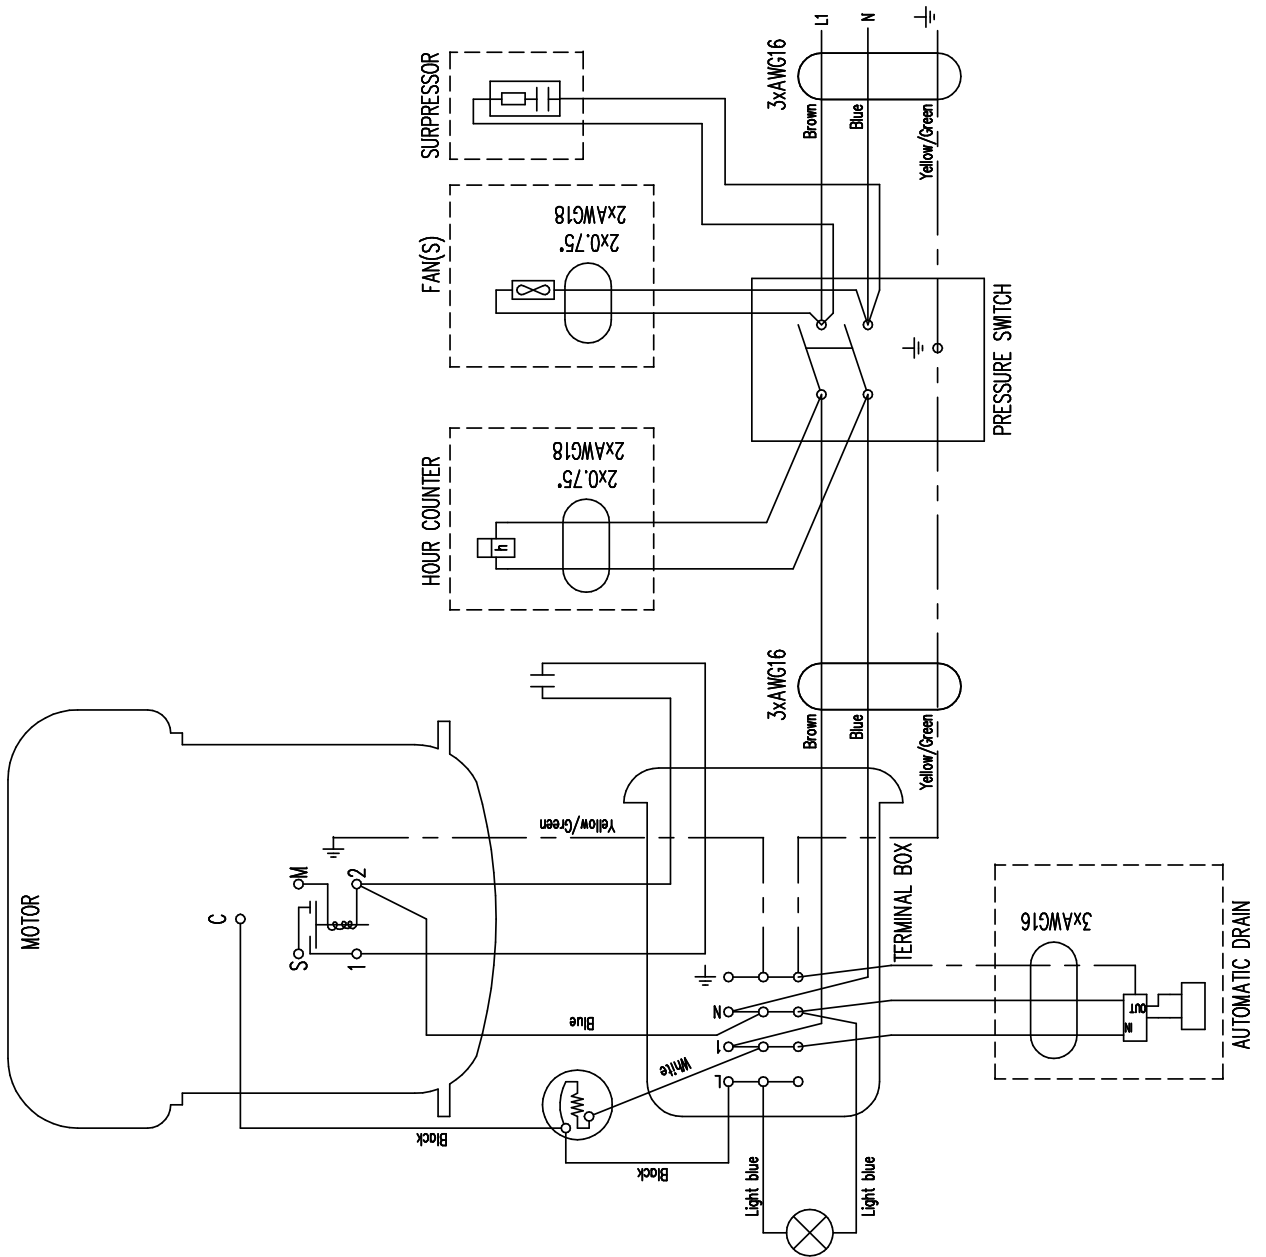 SURPRESSOR
FAN(S)
2xAWG18
2x0.75°
HOUR COUNTER
h
2xAWG18
2x0.75°
L1
N
3xAWG16
Brown
Blue
Yellow/Green
PRESSURE SWITCH
3xAWG16
Brown
Blue
Yellow/Green
MOTOR
C
M
S
2
1
Yellow/Green
Blue
White
Black
Black
TERMINAL BOX
N
1
L
Light blue
Light blue
3xAWG16
IN
OUT
AUTOMATIC DRAIN